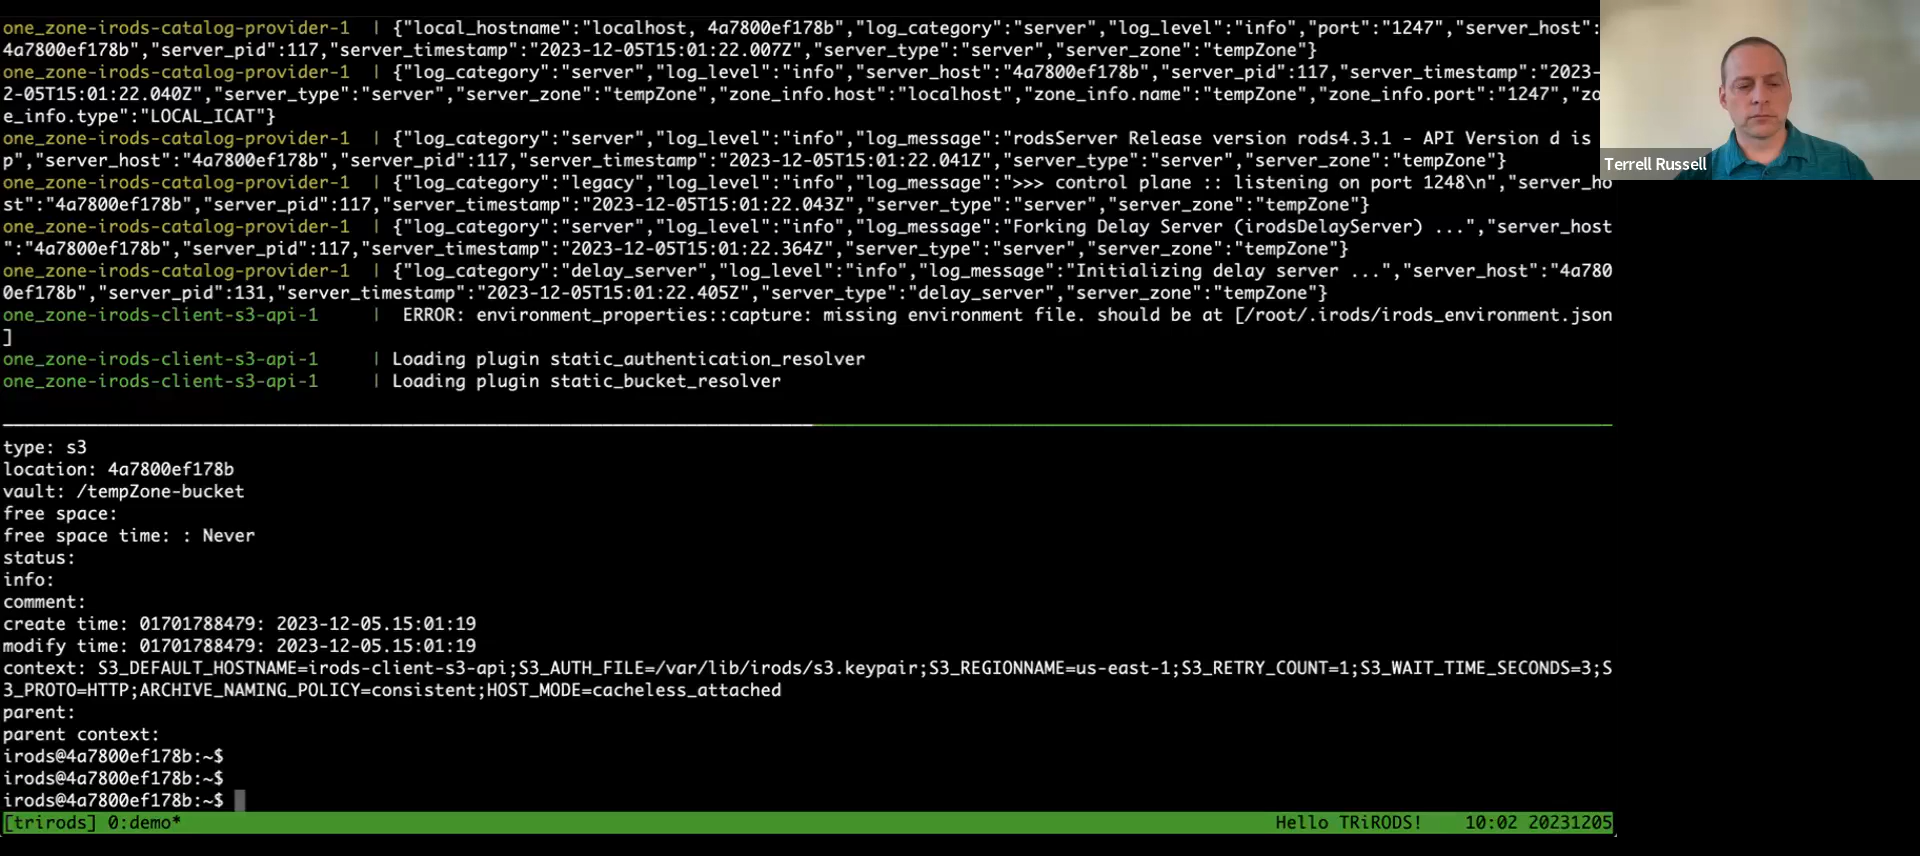 one_zone-irods-catalog-provider-1  | {"local_hostname":"localhost, 4a7800ef178b","log_category":"server","log_level":"info","port":"1247","server_host":
4a7800ef178b","server_pid":117,"server_timestamp":"2023-12-05T15:01:22.007Z","server_type":"server","server_zone":"tempZone"}
one_zone-irods-catalog-provider-1  | {"log_category":"server","log_level":"info","server_host":"4a7800ef178b","server_pid":117,"server_timestamp":"2023-
2-05T15:01:22.040Z","server_type":"server","server_zone":"tempZone","zone_info.host":"localhost","zone_info.name":"tempZone","zone_info.port":"1247","zo
e_info.type":"LOCAL_ICAT"}
one_zone-irods-catalog-provider-1  | {"log_category":"server","log_level":"info","log_message":"rodsServer Release version rods4.3.1 - API Version d is
p","server_host":"4a7800ef178b","server_pid":117,"server_timestamp":"2023-12-05T15:01:22.041Z","server_type":"server","server_zone":"tempZone"}
one_zone-irods-catalog-provider-1  | {"log_category":"legacy","log_level":"info","log_message":">>> control plane :: listening on port 1248\n","server_ho
st":"4a7800ef178b","server_pid":117,"server_timestamp":"2023-12-05T15:01:22.043Z","server_type":"server","server_zone":"tempZone"}
one_zone-irods-catalog-provider-1  | {"log_category":"server","log_level":"info","log_message":"Forking Delay Server (irodsDelayServer) ...","server_host
":"4a7800ef178b","server_pid":117,"server_timestamp":"2023-12-05T15:01:22.364Z","server_type":"server","server_zone":"tempZone"}
one_zone-irods-catalog-provider-1  | {"log_category":"delay_server","log_level":"info","log_message":"Initializing delay server ...","server_host":"4a780
0ef178b","server_pid":131,"server_timestamp":"2023-12-05T15:01:22.405Z","server_type":"delay_server","server_zone":"tempZone"}
one_zone-irods-client-s3-api-1     |  ERROR: environment_properties::capture: missing environment file. should be at [/root/.irods/irods_environment.json
]
one_zone-irods-client-s3-api-1     | Loading plugin static_authentication_resolver
one_zone-irods-client-s3-api-1     | Loading plugin static_bucket_resolver
Terrell Russell
type: s3
location: 4a7800ef178b
vault: /tempZone-bucket
free space:
free space time: : Never
status:
info:
comment:
create time: 01701788479: 2023-12-05.15:01:19
modify time: 01701788479: 2023-12-05.15:01:19
context: S3_DEFAULT_HOSTNAME=irods-client-s3-api;S3_AUTH_FILE=/var/lib/irods/s3.keypair;S3_REGIONNAME=us-east-1;S3_RETRY_COUNT=1;S3_WAIT_TIME_SECONDS=3;S
3_PROTO=HTTP;ARCHIVE_NAMING_POLICY=consistent;HOST_MODE=cacheless_attached
parent:
parent context:
irods@4a7800ef178b:~$
irods@4a7800ef178b:~$
irods@4a7800ef178b:~$
[trirods] 0:demo* Hello TRiRODS! 10:02 20231205